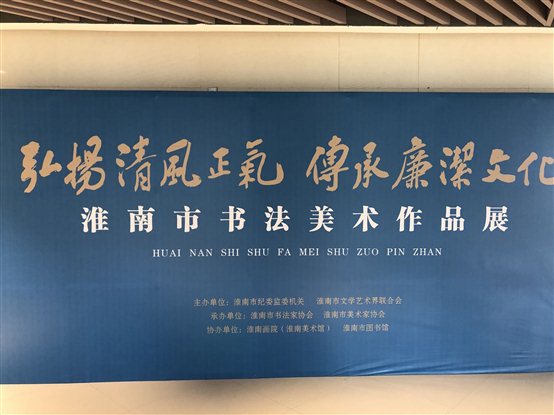 弘揚清風正氣 傳承廉潔文化
淮南市书法美术作品展
HUAI NAN SHI SHU FA MEI SHU ZUO PIN ZHAN
主办单位：淮南市纪委监委机关 淮南市文学艺术界联合会
承办单位：淮南市书法家协会 淮南市美术家协会
协办单位：淮南画院（淮南美术馆） 淮南市图书馆